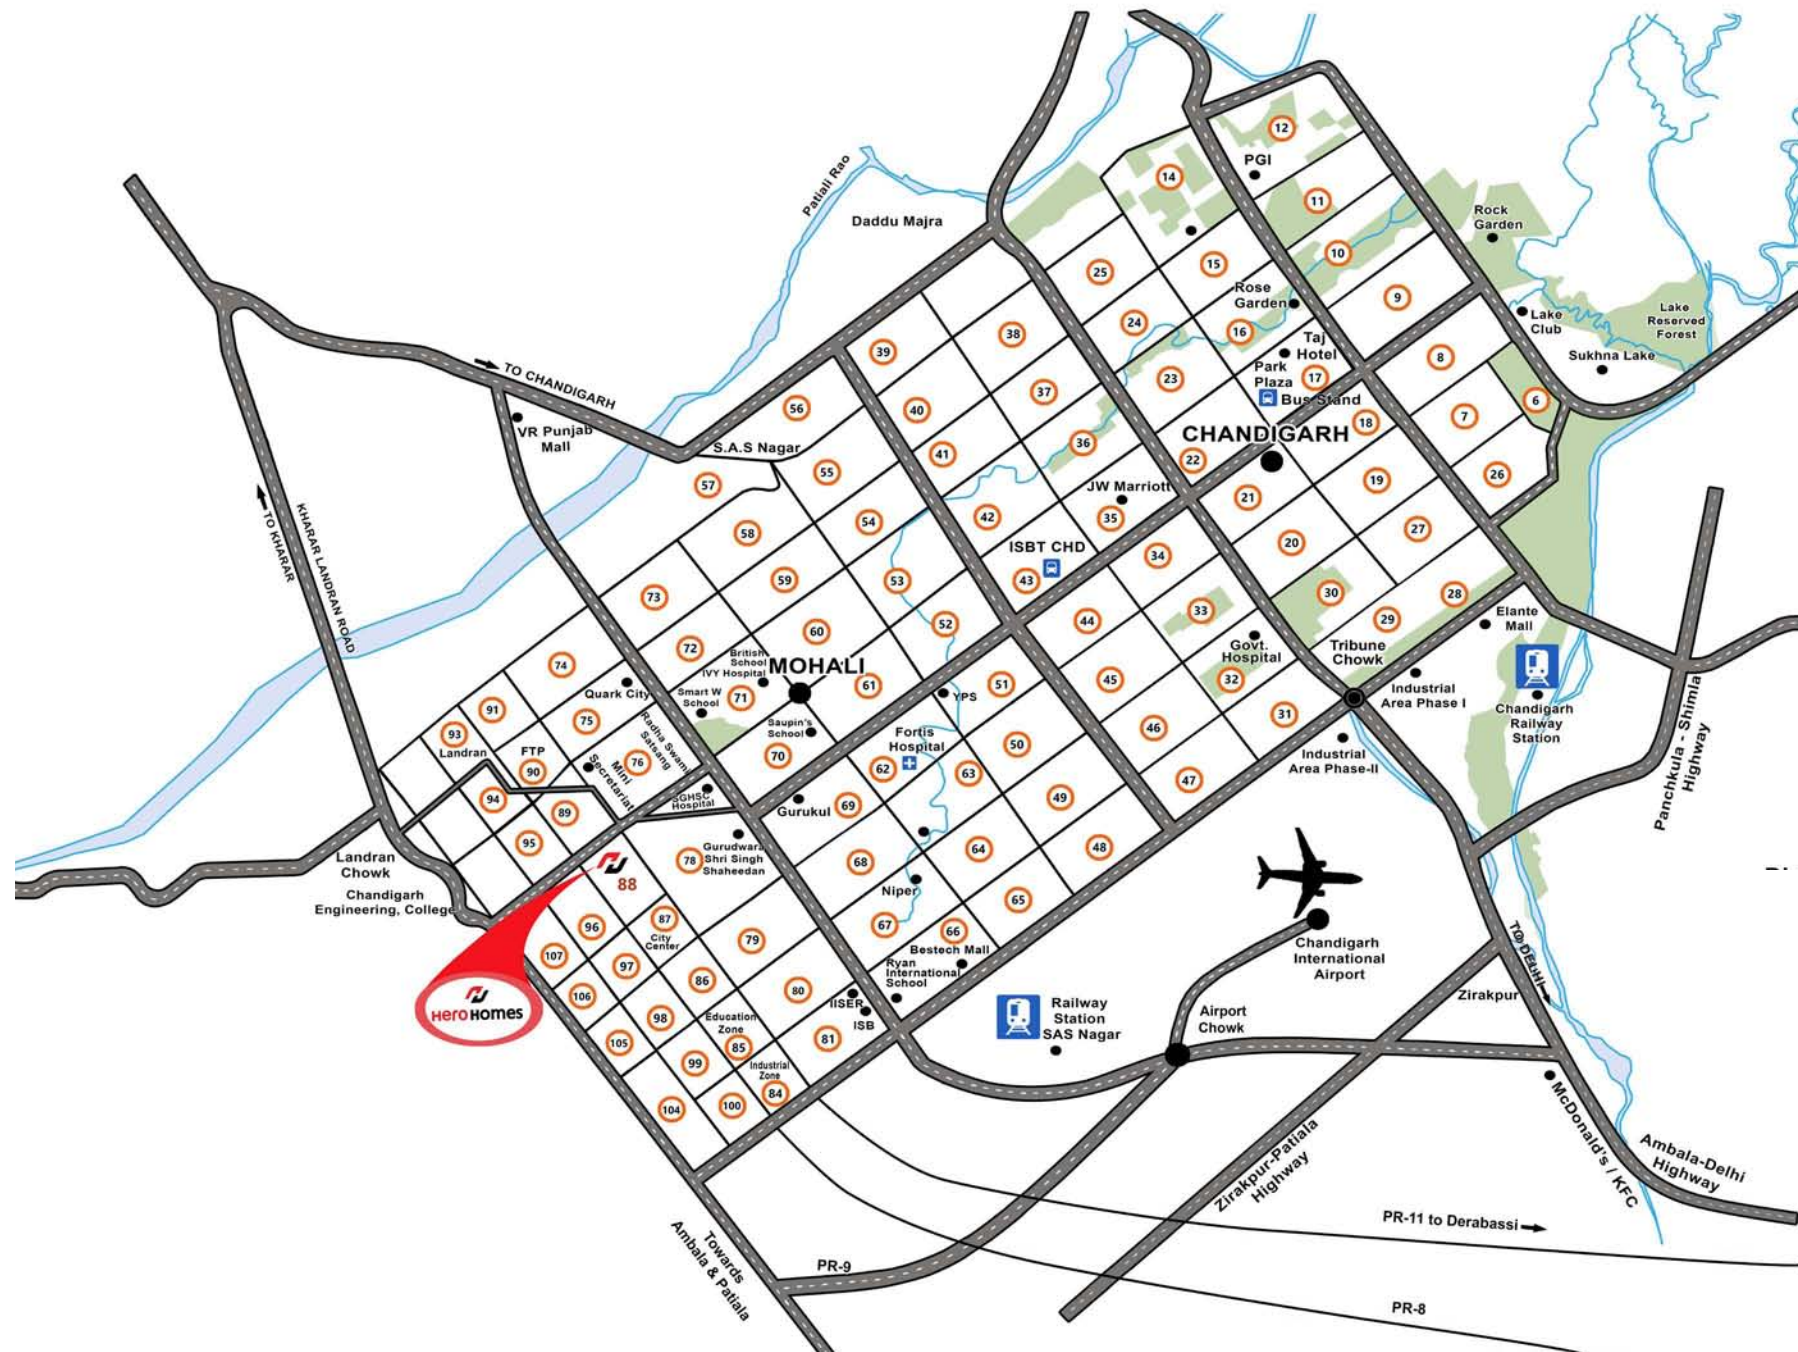 12
PGI
14
11
Patiali Rao
Daddu Majra
Rock
Garden
10
15
25
Rose
Garden
9
Lake
Reserved
Forest
Lake
Club
24
16
38
Taj
Hotel
39
8
Sukhna Lake
TO CHANDIGARH
Park
Plaza
17
23
37
Bus Stand
6
56
40
7
18
VR Punjab
Mall
CHANDIGARH
S.A.S Nagar
36
41
22
55
26
57
19
JW Marriott
21
42
35
54
58
27
TO KHARAR
KHARAR LANDRAN ROAD
ISBT CHD
34
20
43
59
53
73
30
28
33
44
29
Elante
Mall
52
60
72
British
School
IVY Hospital
MOHALI
Govt.
Hospital
Tribune
Chowk
74
Quark City
Smart W
School
71
61
YPS
51
45
32
Industrial
Area Phase I
Chandigarh
Railway
Station
91
75
Radha Swami
Satsang
Saupin's
School
31
93
Landran
FTP
90
Mini
Secretariat
76
70
Fortis
Hospital
62
63
50
46
Industrial
Area Phase-II
Panchkula - Shimla
Highway
47
94
89
SGHSC
Hospital
Gurukul
69
49
95
78
Gurudwara
Shri Singh
Shaheedan
68
64
48
Landran
Chowk
Chandigarh
Engineering, College
88
Niper
65
96
87
City
Center
79
67
66
Bestech Mall
Chandigarh
International
Airport
TO DELHI
107
97
86
80
Ryan
International
School
106
IISER
ISB
Zirakpur
HeroHomes
98
Education
Zone
85
81
Railway
Station
SAS Nagar
Airport
Chowk
105
99
Industrial
Zone
84
104
100
McDonald's / KFC
Zirakpur-Patiala
Highway
Ambala-Delhi
Highway
Towards
Ambala & Patiala
PR-11 to Derabassi
PR-9
PR-8